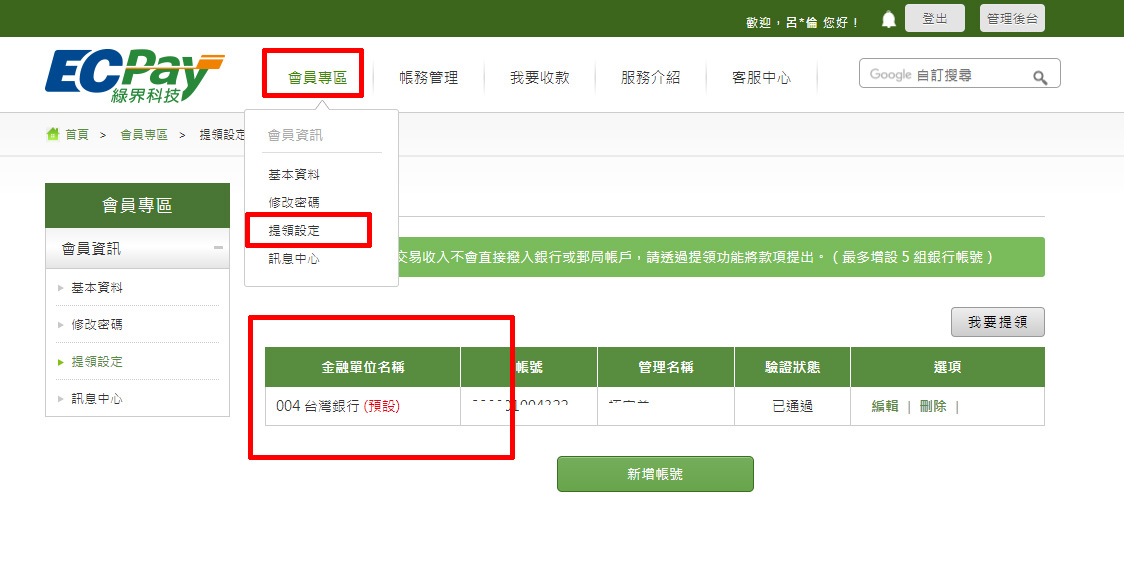 歡迎，呂*倫 您好！
登出
管理後台
ECPay
綠界科技
會員專區
帳務管理
我要收款
服務介紹
客服中心
Google 自訂搜尋
首頁 > 會員專區 > 提領設定
會員資訊
基本資料
修改密碼
提領設定
訊息中心
會員專區
會員資訊
基本資料
修改密碼
提領設定
訊息中心
交易收入不會直接撥入銀行或郵局帳戶，請透過提領功能將款項提出。（最多增設 5 組銀行帳號）
我要提領
金融單位名稱 帳號 管理名稱 驗證狀態 選項
004 台灣銀行 (預設) 已通過 編輯 | 刪除 |
新增帳號